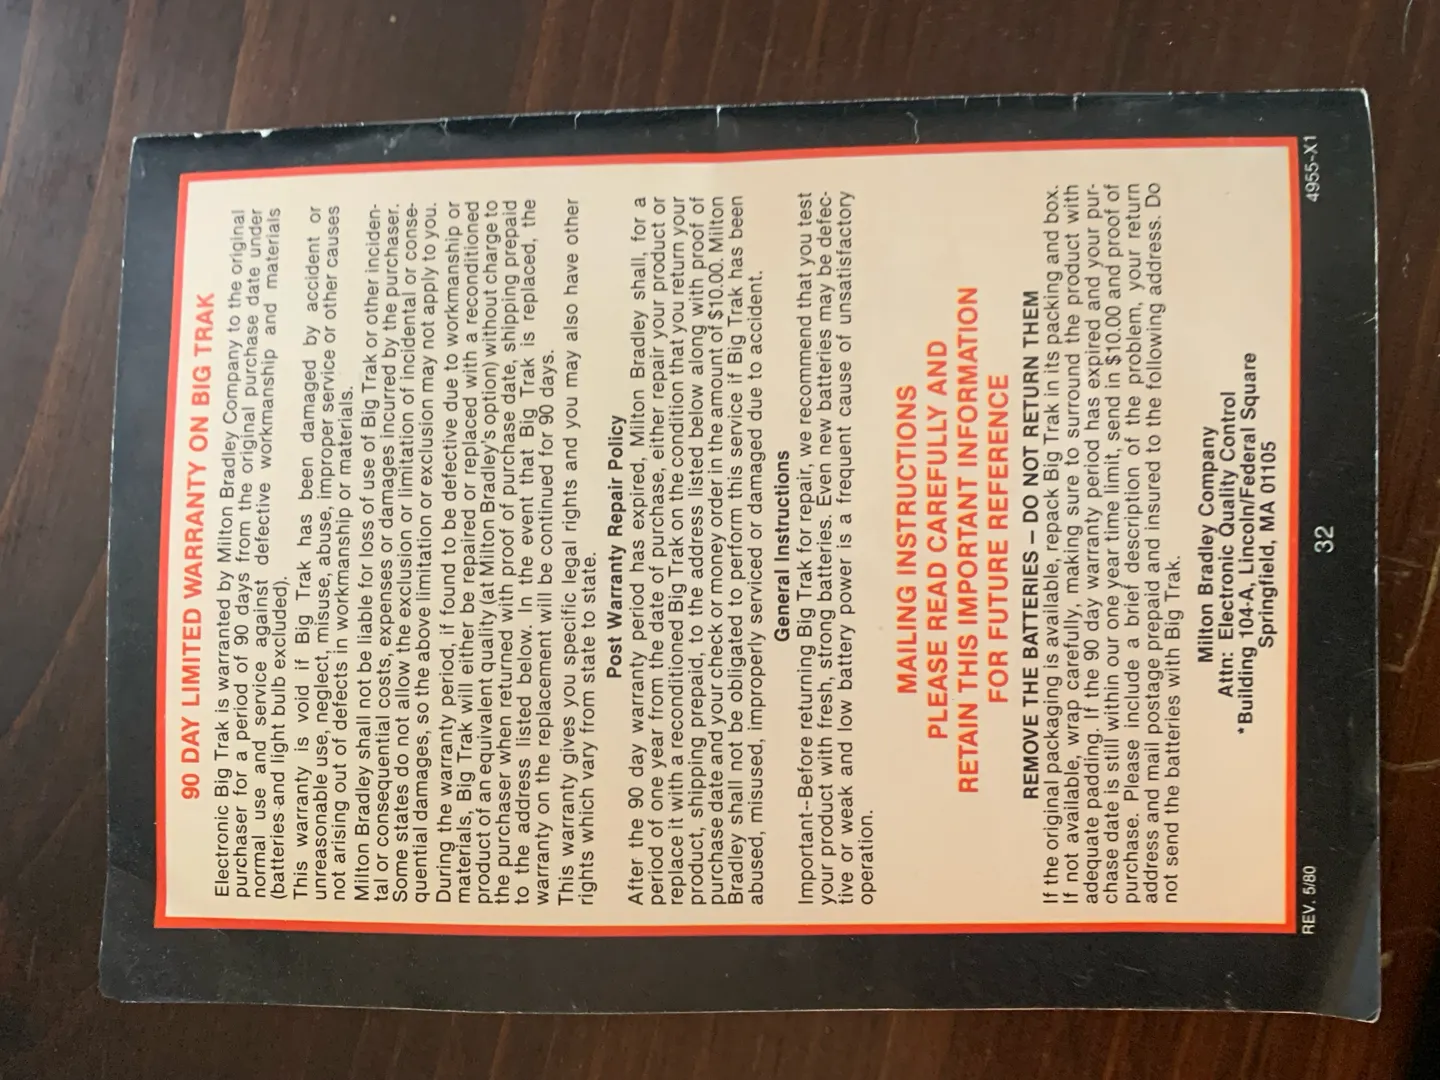 90 DAY LIMITED WARRANTY ON BIG TRAK
Electronic Big Trak is warranted by Milton Bradley Company to the original
purchaser for a period of 90 days from the original purchase date under
normal use and service against defective workmanship and materials
(batteries and light bulb excluded).
This warranty is void if Big Trak has been damaged by accident or
unreasonable use, neglect, misuse, abuse, improper service or other causes
not arising out of defects in workmanship or materials.
Milton Bradley shall not be liable for loss of use of Big Trak or other inciden-
tal or consequential costs, expenses or damages incurred by the purchaser.
Some states do not allow the exclusion or limitation of incidental or conse-
quential damages, so the above limitation or exclusion may not apply to you.
During the warranty period, if found to be defective due to workmanship or
materials, Big Trak will either be repaired or replaced with a reconditioned
product of an equivalent quality (at Milton Bradley's option) without charge to
the purchaser when returned with proof of purchase date, shipping prepaid
to the address listed below. In the event that Big Trak is replaced, the
warranty on the replacement will be continued for 90 days.
This warranty gives you specific legal rights and you may also have other
rights which vary from state to state.
Post Warranty Repair Policy
After the 90 day warranty period has expired, Milton Bradley shall, for a
period of one year from the date of purchase, either repair your product or
replace it with a reconditioned Big Trak on the condition that you return your
product, shipping prepaid, to the address listed below along with proof of
purchase date and your check or money order in the amount of $10.00. Milton
Bradley shall not be obligated to perform this service if Big Trak has been
abused, misused, improperly serviced or damaged due to accident.
General Instructions
Important--Before returning Big Trak for repair, we recommend that you test
your product with fresh, strong batteries. Even new batteries may be defec-
tive or weak and low battery power is a frequent cause of unsatisfactory
operation.
MAILING INSTRUCTIONS
PLEASE READ CAREFULLY AND
RETAIN THIS IMPORTANT INFORMATION
FOR FUTURE REFERENCE
REMOVE THE BATTERIES – DO NOT RETURN THEM
If the original packaging is available, repack Big Trak in its packing and box.
If not available, wrap carefully, making sure to surround the product with
adequate padding. If the 90 day warranty period has expired and your pur-
chase date is still within our one year time limit, send in $10.00 and proof of
purchase. Please include a brief description of the problem, your return
address and mail postage prepaid and insured to the following address. Do
not send the batteries with Big Trak.
Milton Bradley Company
Attn: Electronic Quality Control
*Building 104-A, Lincoln/Federal Square
Springfield, MA 01105
REV. 5/80
32
4955-X1